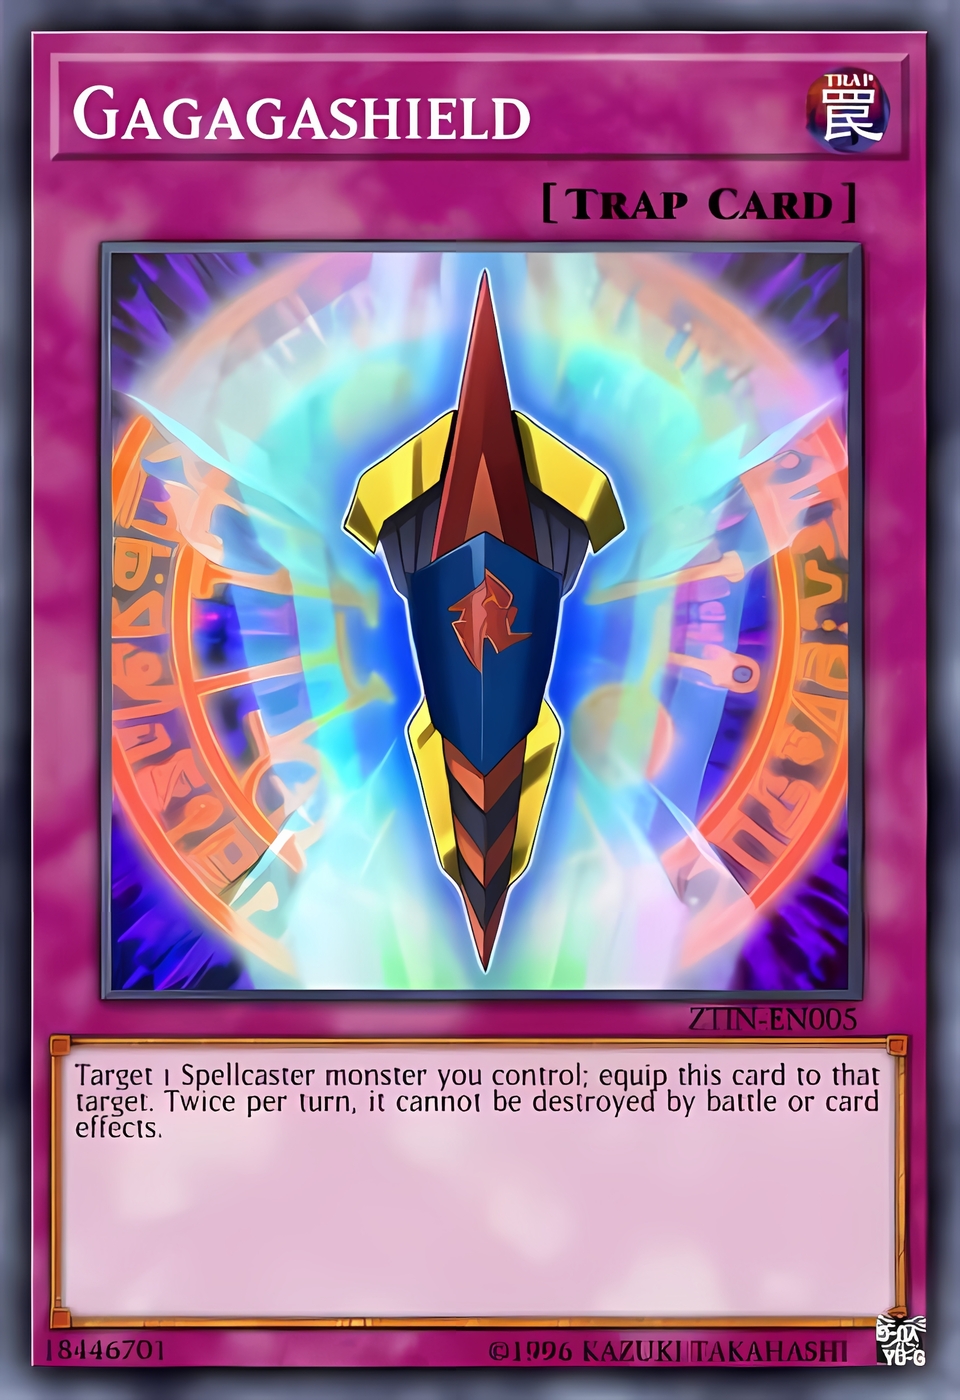 GAGAGASHIELD
TRAP
罠
[TRAP CARD]
ZTIN-EN005
Target 1 Spellcaster monster you control; equip this card to that
target. Twice per turn, it cannot be destroyed by battle or card
effects.
18446701
©1996 KAZUKI TAKAHASHI